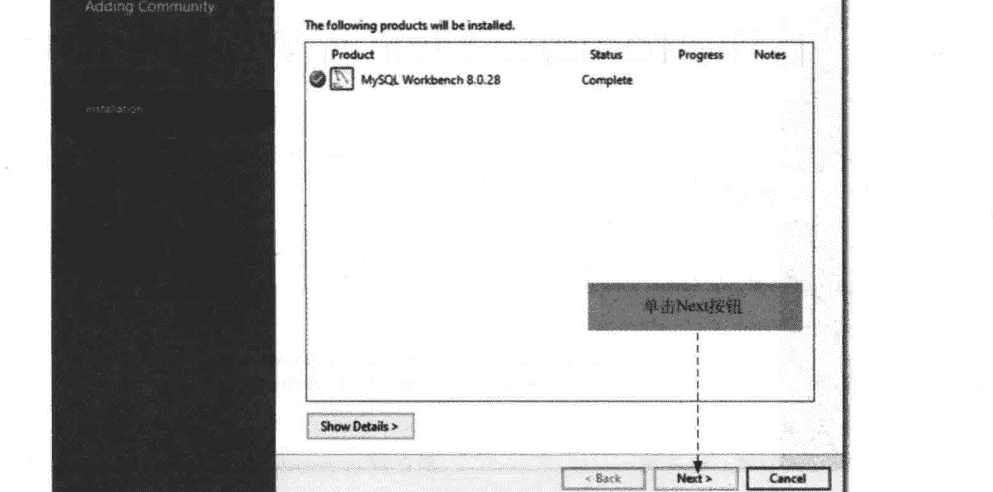 Adding Community
The following products will be installed.
Product Status Progress Notes
MySQL Workbench 8.0.28 Complete
Installation
单击Next按钮
Show Details >
< Back Next > Cancel